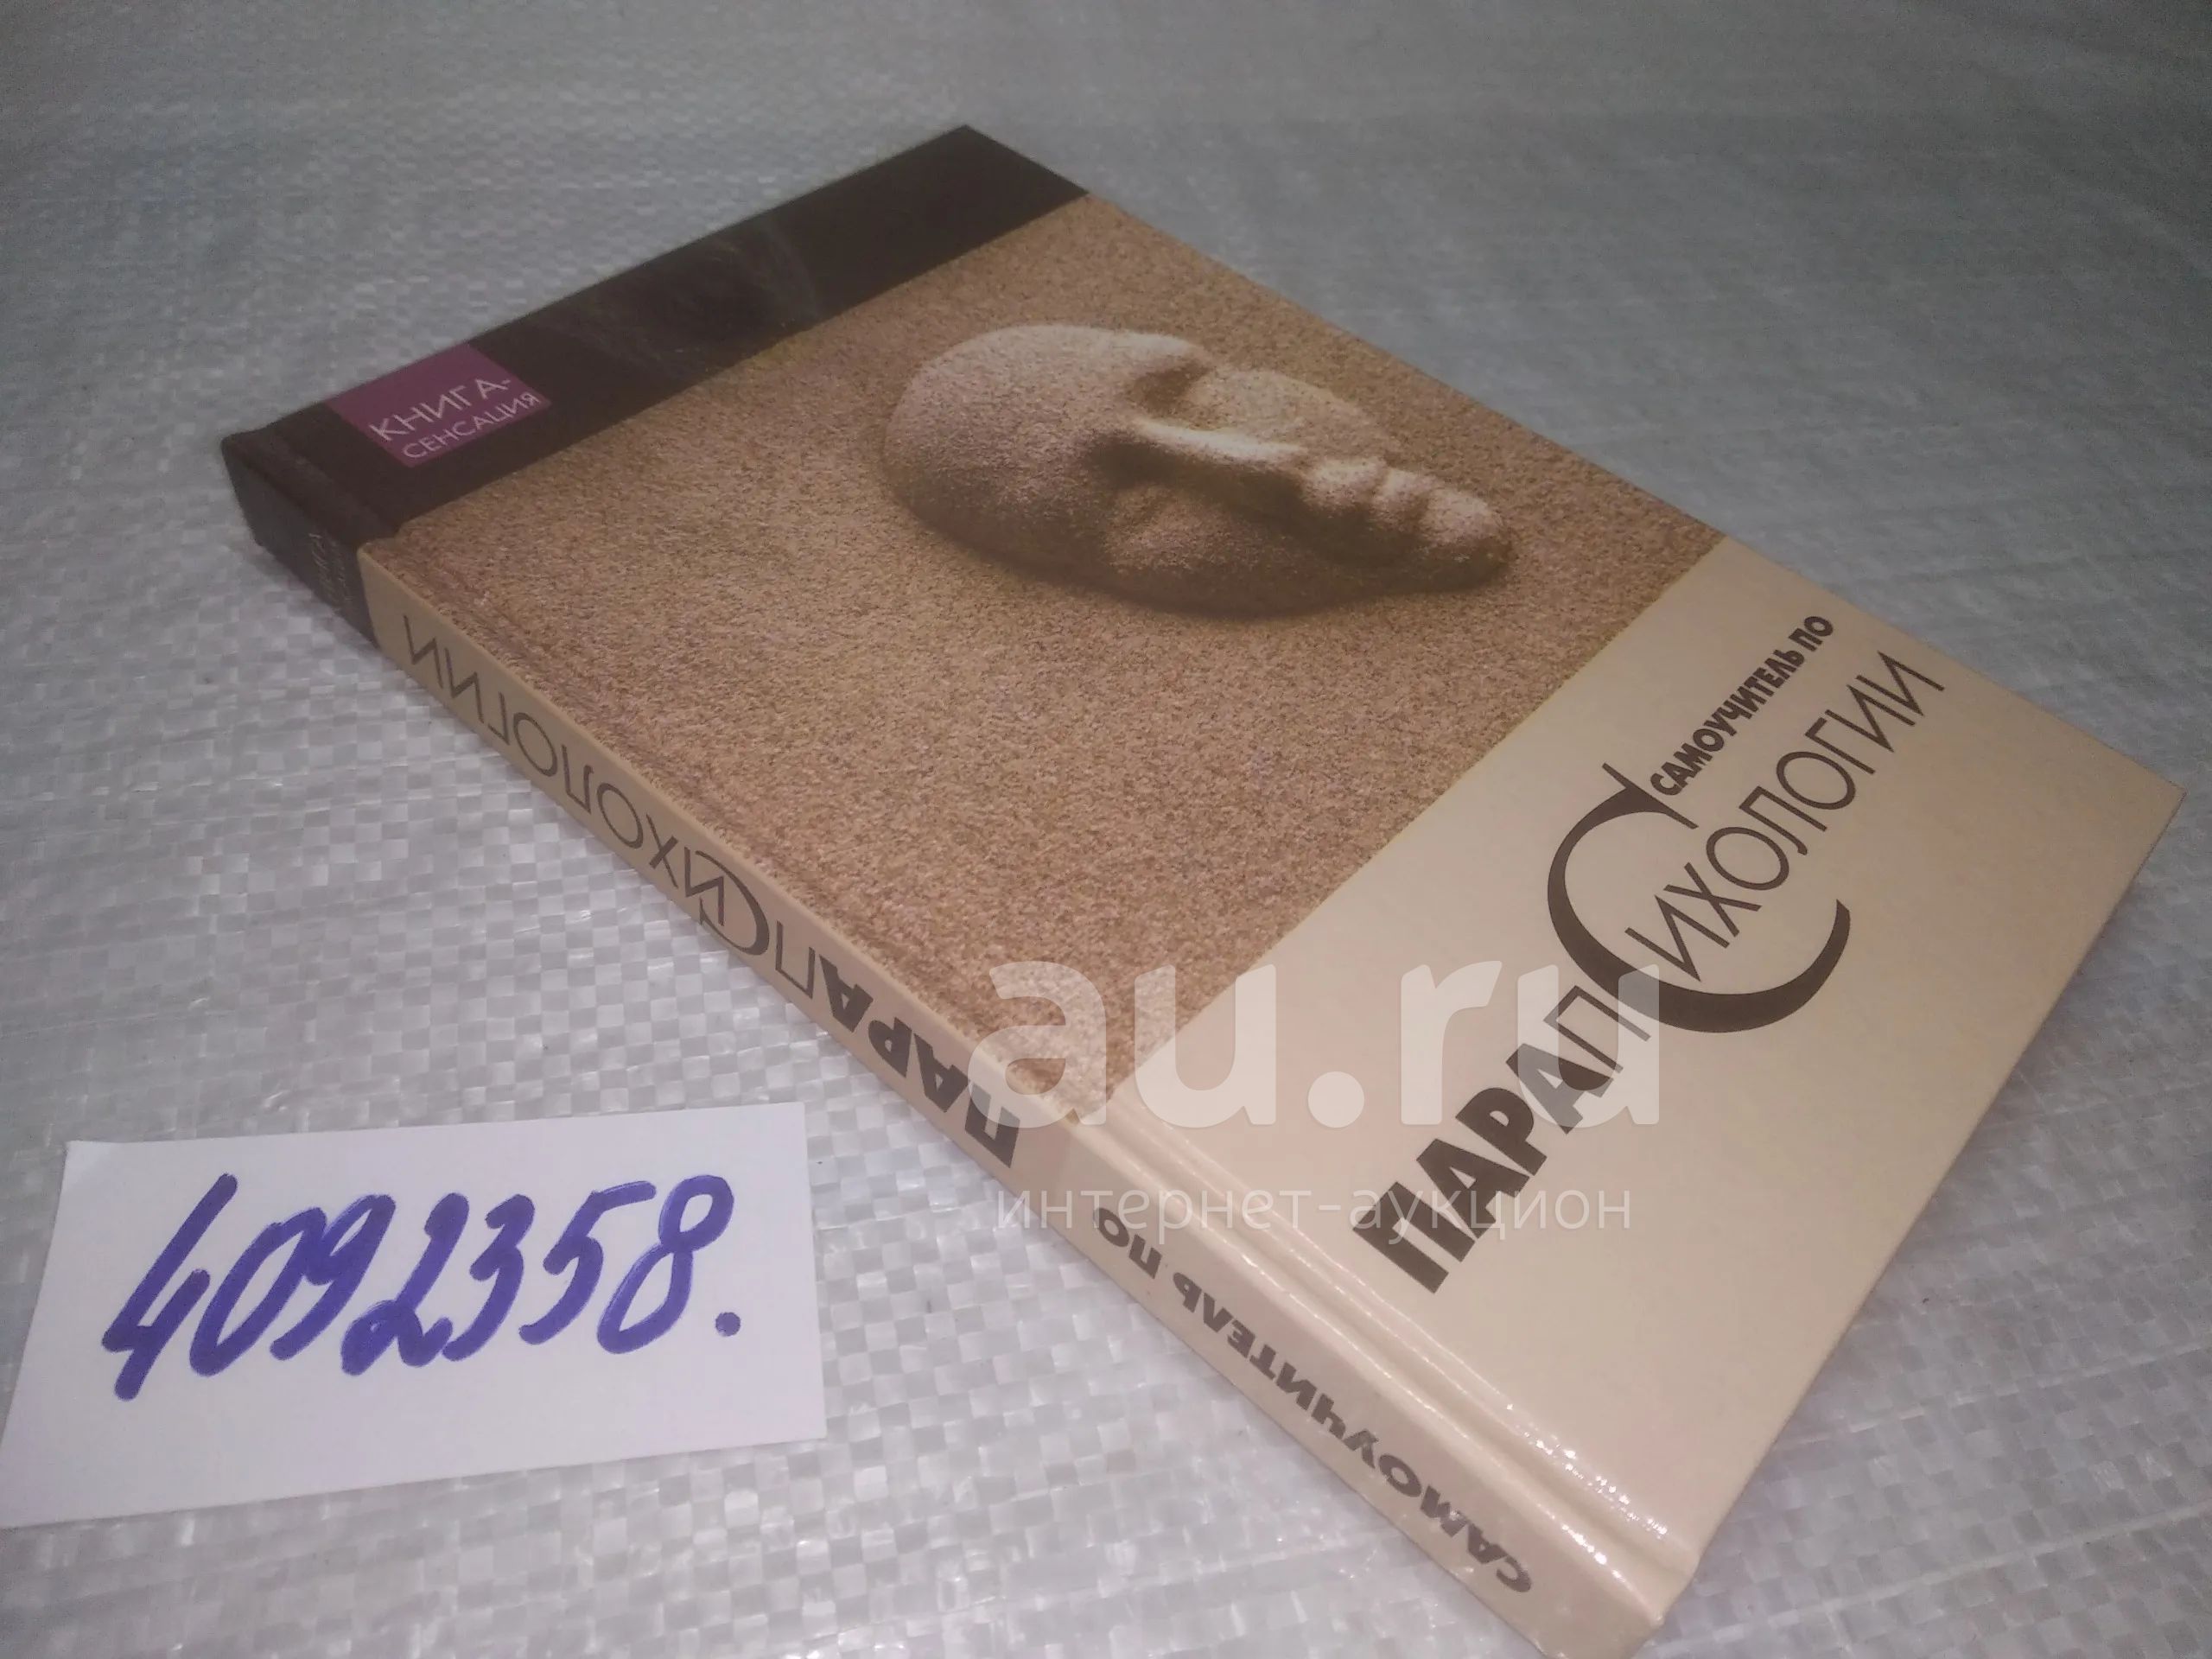 КНИГА-
СЕНСАЦИЯ
САМОУЧИТЕЛЬ ПО
ПАРАПСИХОЛОГИИ
САМОУЧИТЕЛЬ ПО ПАРАПСИХОЛОГИИ
4092358.
au.ru
интернет-аукцион